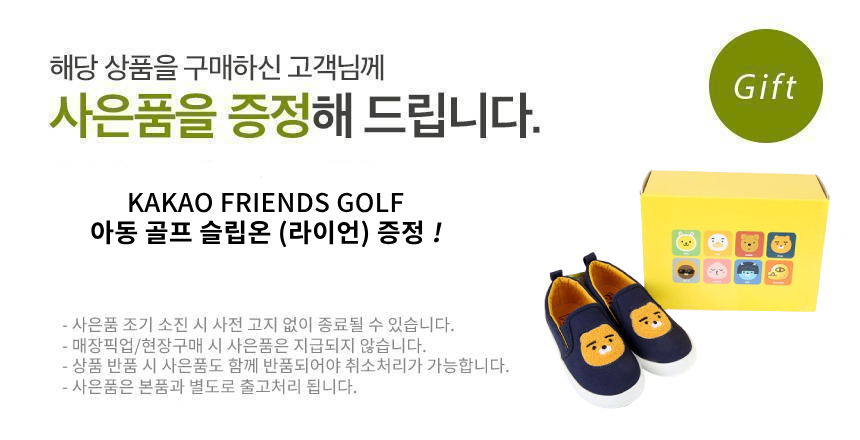 해당 상품을 구매하신 고객님께
사은품을 증정해 드립니다.
Gift
KAKAO FRIENDS GOLF
아동 골프 슬립온 (라이언) 증정 !
- 사은품 조기 소진 시 사전 고지 없이 종료될 수 있습니다.
- 매장픽업/현장구매 시 사은품은 지급되지 않습니다.
- 상품 반품 시 사은품도 함께 반품되어야 취소처리가 가능합니다.
- 사은품은 본품과 별도로 출고처리 됩니다.